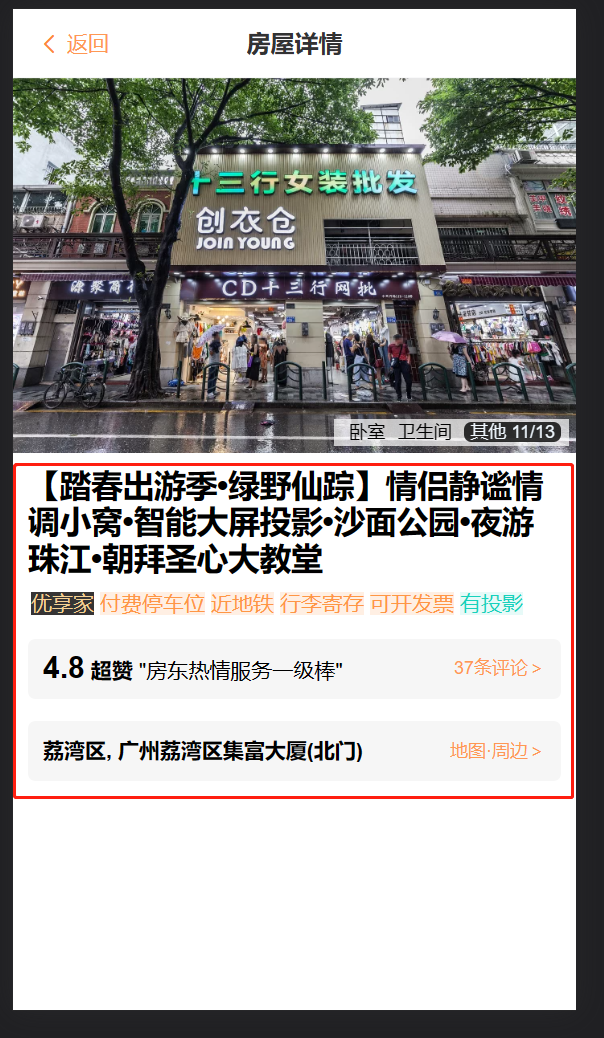 返回
房屋详情
十三行女装批发
创衣仓
JOIN YOUNG
CD十三行网批
卧室 卫生间 其他 11/13
【踏春出游季•绿野仙踪】情侣静谧情
调小窝•智能大屏投影•沙面公园•夜游
珠江•朝拜圣心大教堂
优享家 付费停车位 近地铁 行李寄存 可开发票 有投影
4.8 超赞 "房东热情服务一级棒" 37条评论 >
荔湾区, 广州荔湾区集富大厦(北门) 地图·周边 >